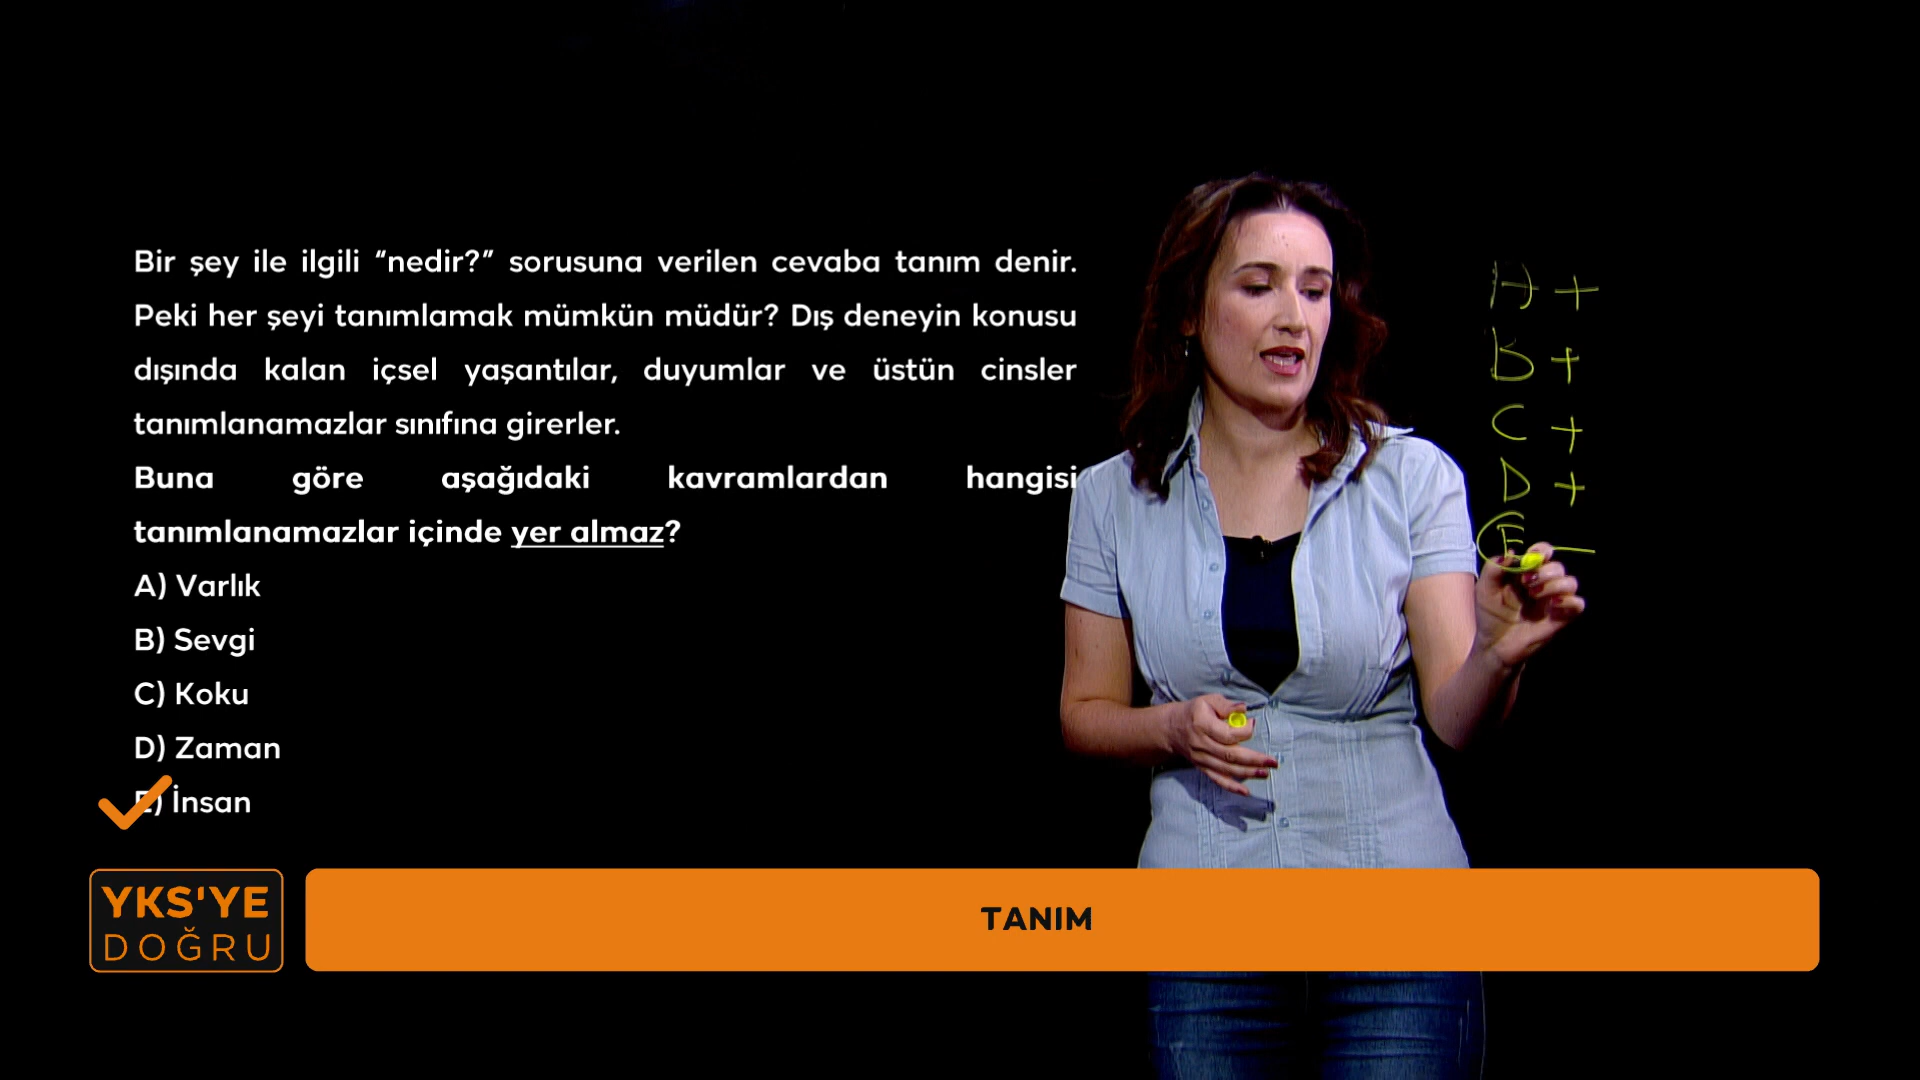 Bir şey ile ilgili “nedir?” sorusuna verilen cevaba tanım denir.
Peki her şeyi tanımlamak mümkün müdür? Dış deneyin konusu
dışında kalan içsel yaşantılar, duyumlar ve üstün cinsler
tanımlanamazlar sınıfına girerler.
Buna göre aşağıdaki kavramlardan hangisi
tanımlanamazlar içinde yer almaz?
A) Varlık
B) Sevgi
C) Koku
D) Zaman
E) İnsan
A +
B +
C +
D +
E —
YKS'YE
DOĞRU
TANIM